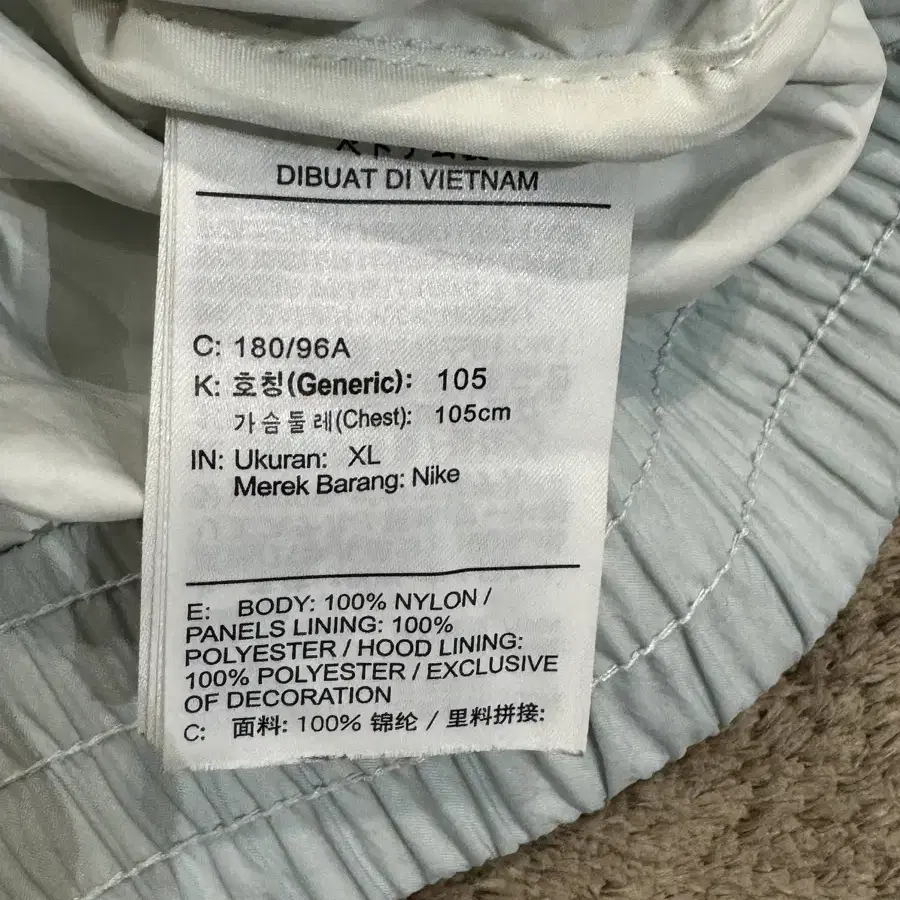 DIBUAT DI VIETNAM
C: 180/96A
K: 호칭(Generic): 105
가슴둘레(Chest): 105cm
IN: Ukuran: XL
Merek Barang: Nike
E: BODY: 100% NYLON /
PANELS LINING: 100%
POLYESTER / HOOD LINING:
100% POLYESTER / EXCLUSIVE
OF DECORATION
C: 面料: 100% 锦纶 / 里料拼接: